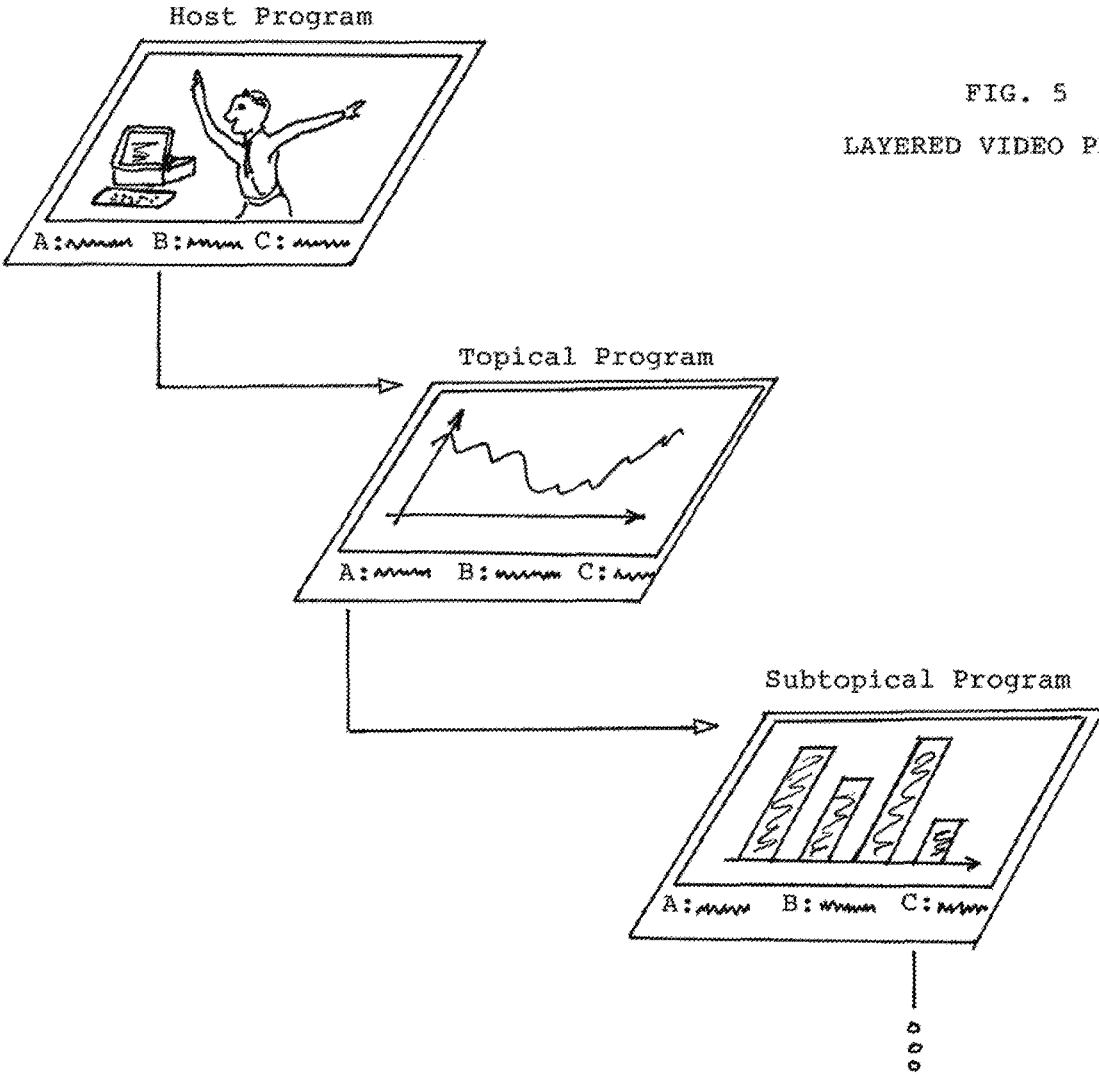 Host Program
FIG. 5
LAYERED VIDEO P
A: B: C:
Topical Program
A: B: C:
Subtopical Program
A: B: C: